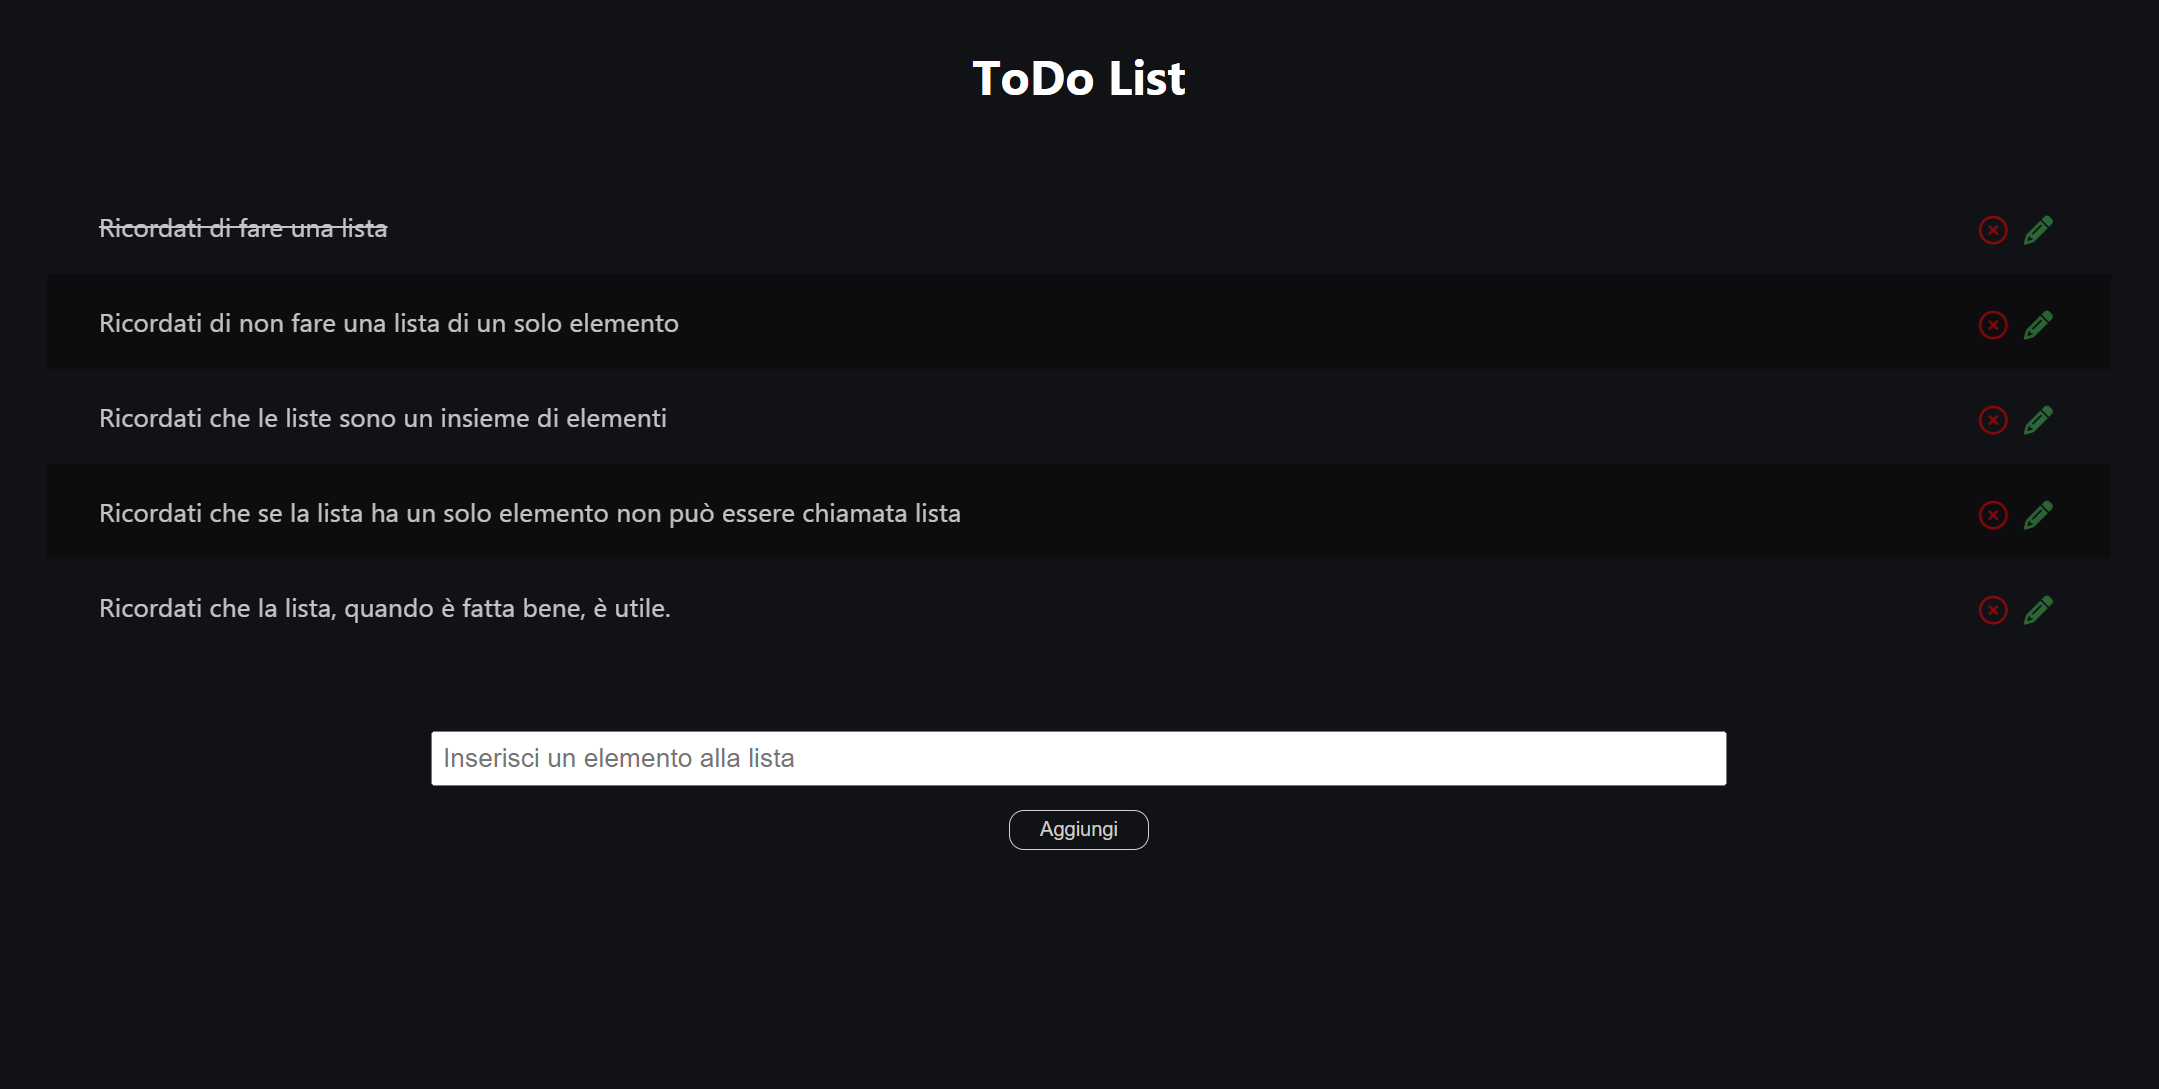 ToDo List
Ricordati di fare una lista
Ricordati di non fare una lista di un solo elemento
Ricordati che le liste sono un insieme di elementi
Ricordati che se la lista ha un solo elemento non può essere chiamata lista
Ricordati che la lista, quando è fatta bene, è utile.
Inserisci un elemento alla lista
Aggiungi